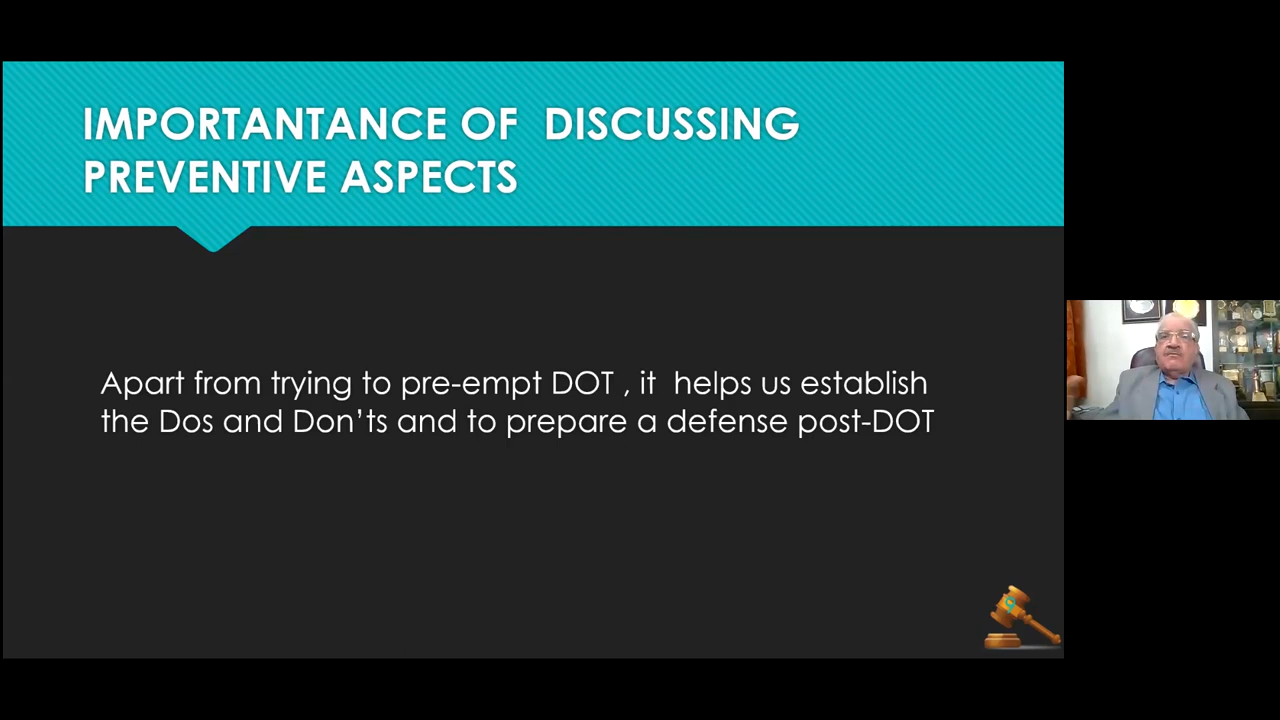 IMPORTANTANCE OF  DISCUSSING
PREVENTIVE ASPECTS
Apart from trying to pre-empt DOT , it  helps us establish
the Dos and Don’ts and to prepare a defense post-DOT
9